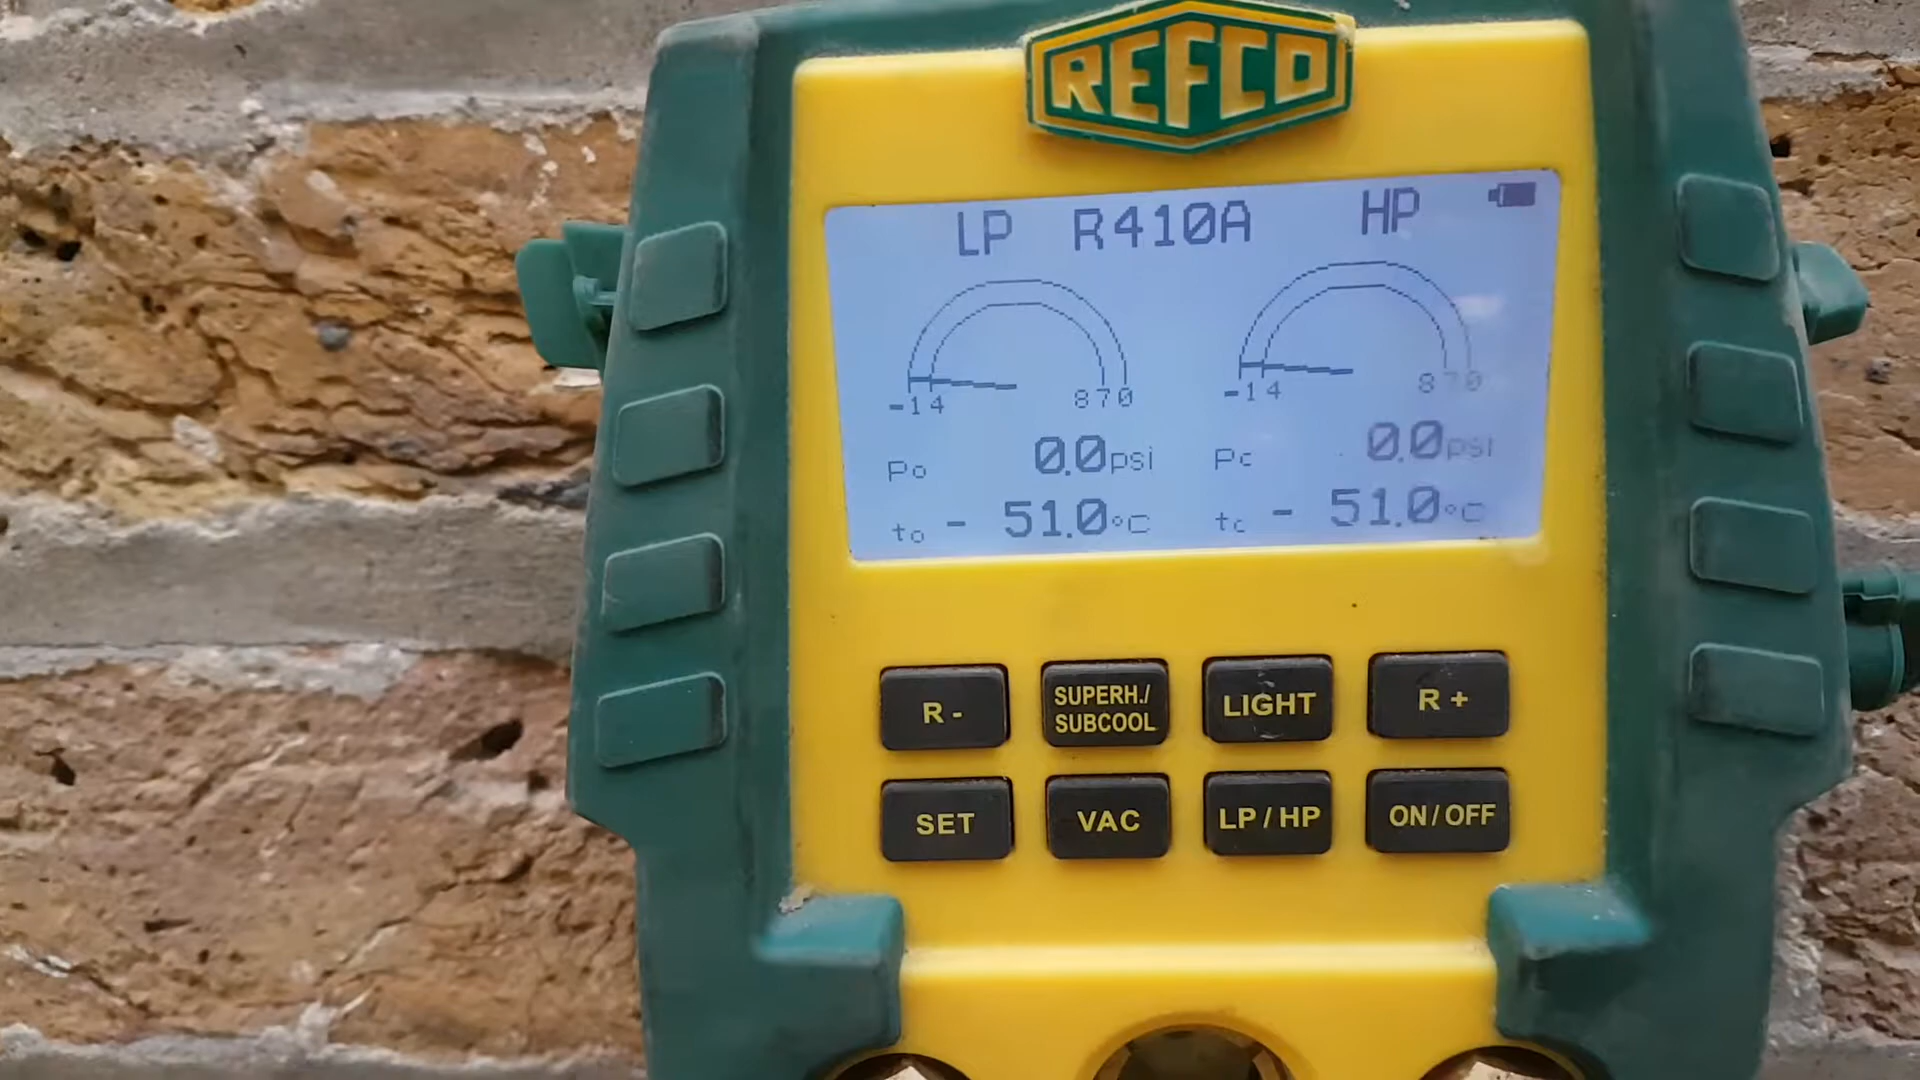 REFCO
LP R410A HP
-14 870 -14 870
Po 0.0psi Pc 0.0psi
to - 51.0°C tc - 51.0°C
R - SUPERH./ SUBCOOL LIGHT R +
SET VAC LP / HP ON / OFF